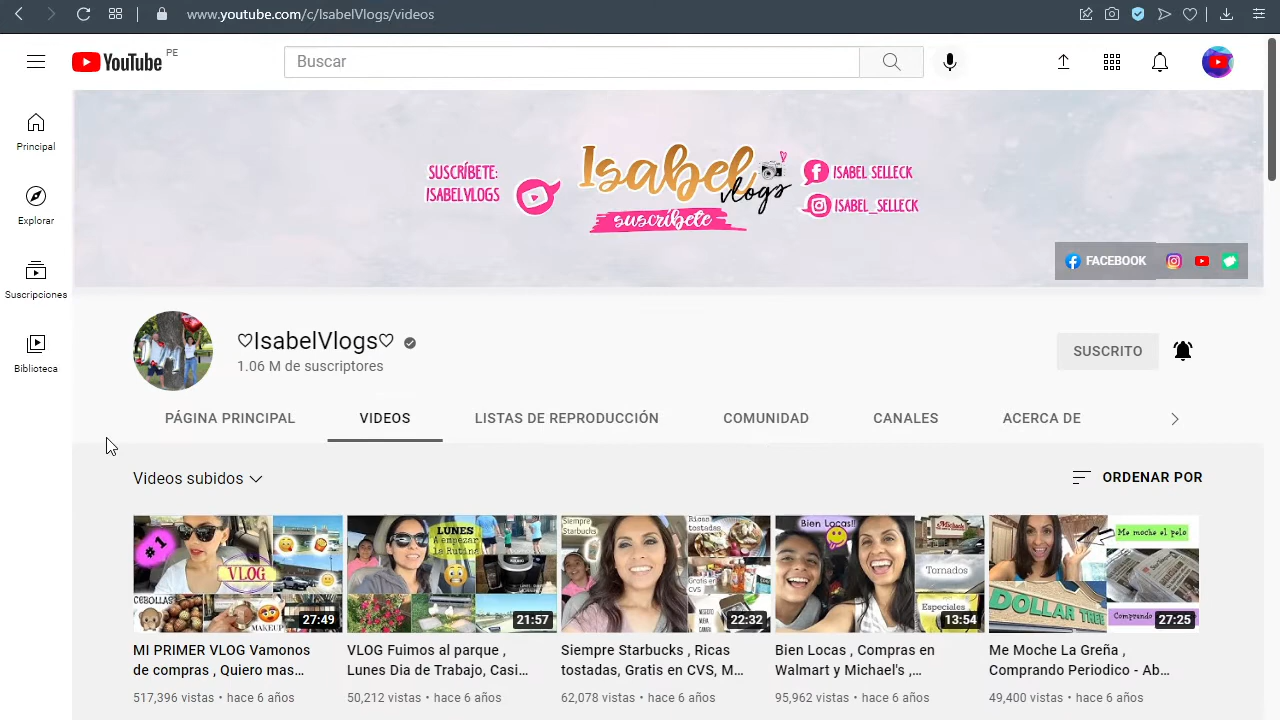 www.youtube.com/c/IsabelVlogs/videos
YouTube PE
Buscar
Principal
Explorar
Suscripciones
Biblioteca
SUSCRÍBETE:
ISABELVLOGS
Isabel
vlogs
suscríbete
ISABEL SELLECK
ISABEL_SELLECK
FACEBOOK
♡IsabelVlogs♡
1.06 M de suscriptores
SUSCRITO
PÁGINA PRINCIPAL
VIDEOS
LISTAS DE REPRODUCCIÓN
COMUNIDAD
CANALES
ACERCA DE
Videos subidos
ORDENAR POR
#1
VLOG
CEBOLLAS
MAKEUP
27:49
LUNES
A empezar
la Rutina
21:57
Siempre
Starbucks
Ricas
tostadas
Gratis en
CVS
22:32
Bien Locas!!
Michaels
Tornados
Especiales
13:54
Me moche el pelo
DOLLAR TREE
Comprando
27:25
MI PRIMER VLOG Vamonos
de compras , Quiero mas...
517,396 vistas • hace 6 años
VLOG Fuimos al parque ,
Lunes Dia de Trabajo, Casi...
50,212 vistas • hace 6 años
Siempre Starbucks , Ricas
tostadas, Gratis en CVS, M...
62,078 vistas • hace 6 años
Bien Locas , Compras en
Walmart y Michael's ,...
95,962 vistas • hace 6 años
Me Moche La Greña ,
Comprando Periodico - Ab...
49,400 vistas • hace 6 años